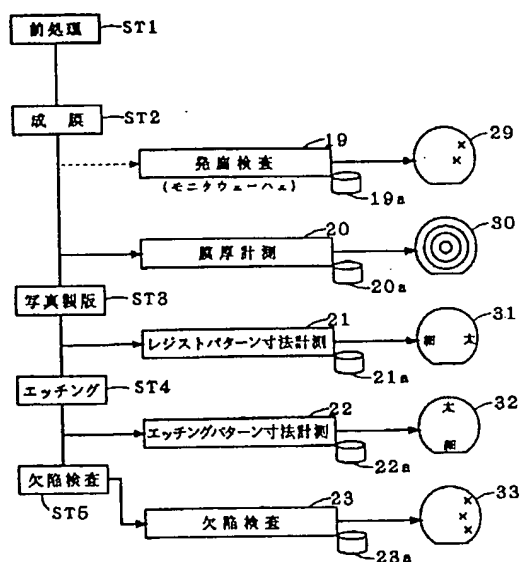 前処理
ST1
成膜
ST2
19
29
発腐検査
(モニタウェーハュ)
19a
20
30
膜厚計測
20a
写真製版
ST3
21
31
レジストパターン寸法計測
細 太
21a
エッチング
ST4
22
32
エッチングパターン寸法計測
太
細
22a
欠陥検査
ST5
23
33
欠陥検査
23a